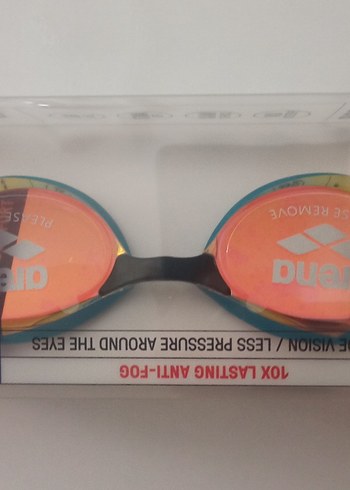 10X LASTING ANTI-FOG
VISION / LESS PRESSURE AROUND THE EYES
arena
arena
REMOVE
PLEASE